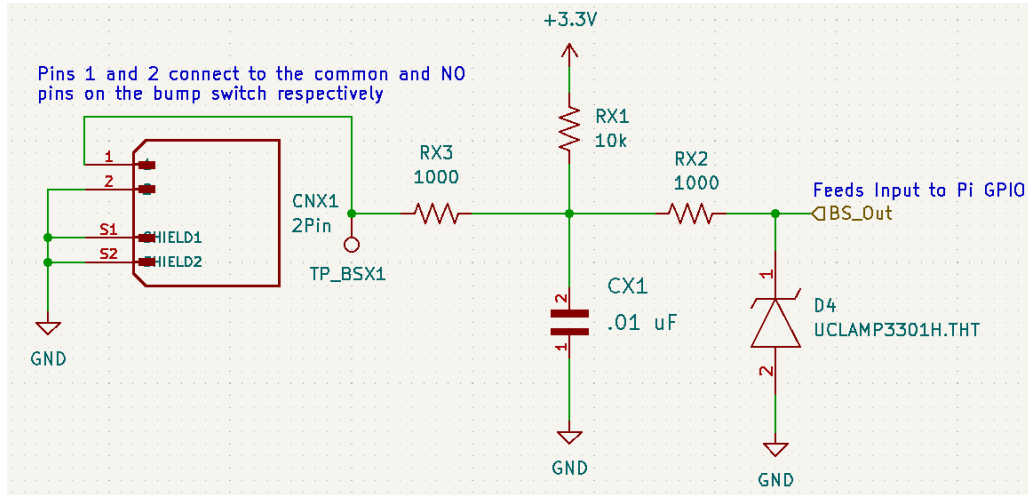 +3.3V
Pins 1 and 2 connect to the common and NO
pins on the bump switch respectively
RX1
10k
1
2
CNX1
2Pin
S1
SHIELD1
S2
SHIELD2
RX3
1000
RX2
1000
Feeds Input to Pi GPIO
BS_Out
TP_BSX1
2
CX1
.01 uF
1
1
D4
UCLAMP3301H.THT
2
GND
GND
GND